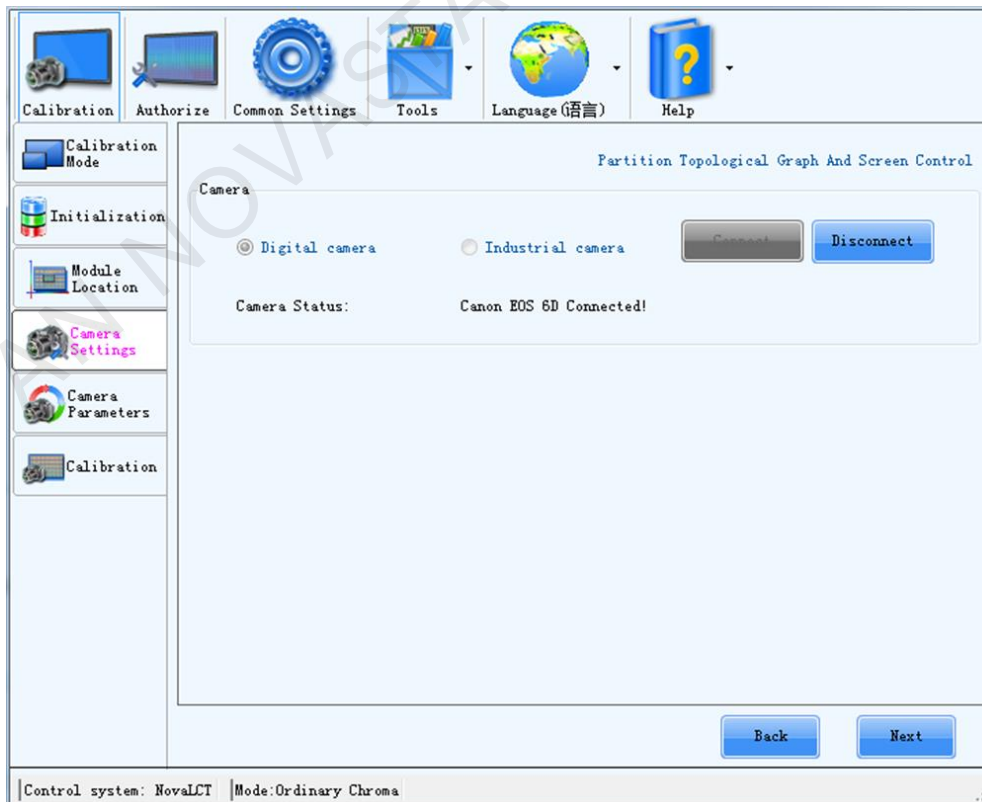 Calibration Authorize Common Settings Tools Language(语言) Help
Calibration
Mode
Initialization
Module
Location
Camera
Settings
Camera
Parameters
Calibration
Partition Topological Graph And Screen Control
Camera
Digital camera Industrial camera Connect Disconnect
Camera Status: Canon EOS 6D Connected!
Back Next
Control system: NovaLCT Mode:Ordinary Chroma